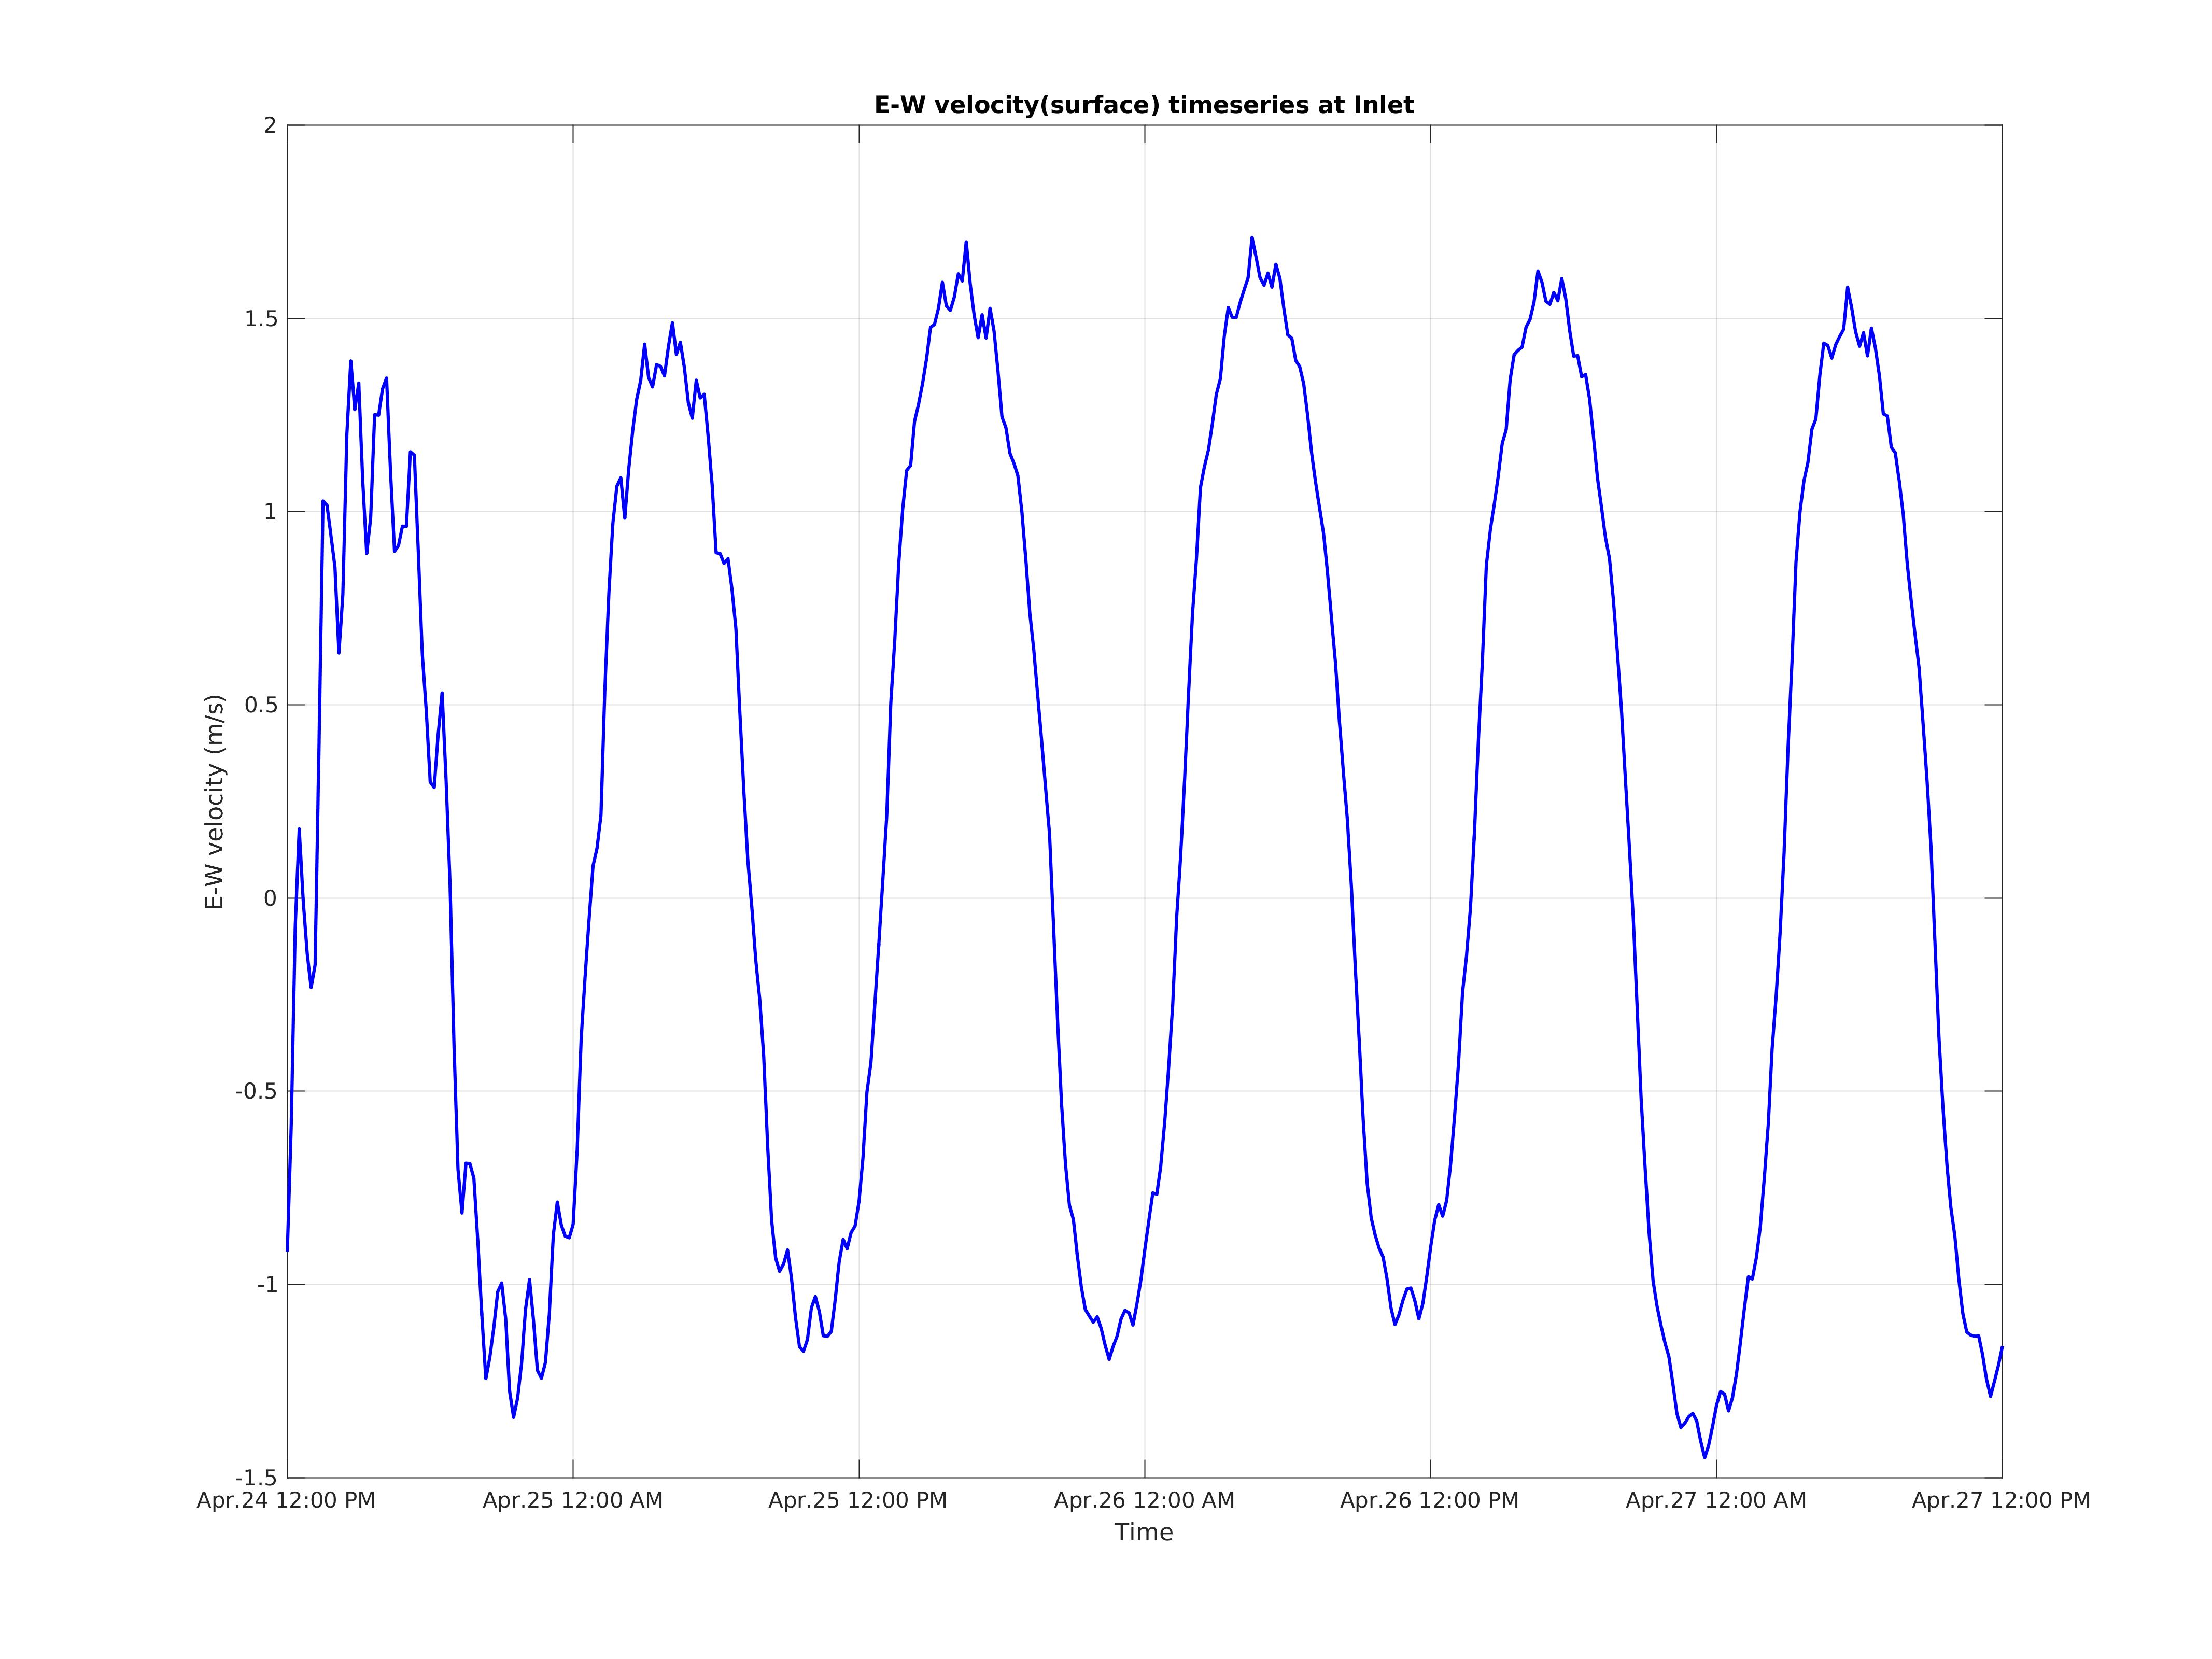 E-W velocity(surface) timeseries at Inlet
2
1.5
1
0.5
0
-0.5
-1
-1.5
E-W velocity (m/s)
Apr.24 12:00 PM Apr.25 12:00 AM Apr.25 12:00 PM Apr.26 12:00 AM Apr.26 12:00 PM Apr.27 12:00 AM Apr.27 12:00 PM
Time